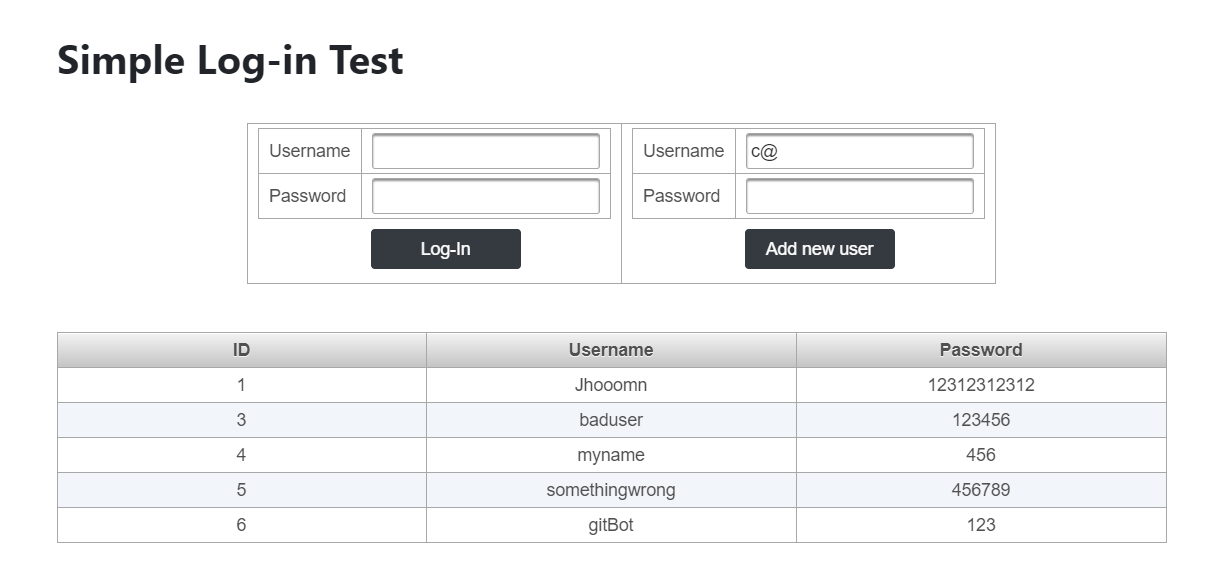 Simple Log-in Test
Username
Username c@
Password
Password
Log-In
Add new user
ID Username Password
1 Jhooomn 12312312312
3 baduser 123456
4 myname 456
5 somethingwrong 456789
6 gitBot 123